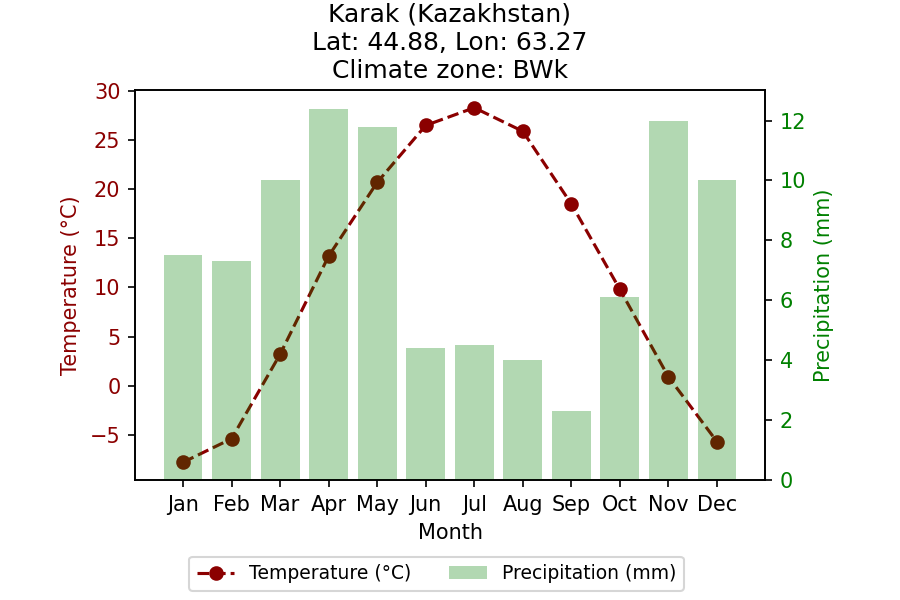 Karak (Kazakhstan)
Lat: 44.88, Lon: 63.27
Climate zone: BWk
30
25
20
15
10
5
0
−5
Temperature (°C)
12
10
8
6
4
2
0
Precipitation (mm)
Jan Feb Mar Apr May Jun Jul Aug Sep Oct Nov Dec
Month
Temperature (°C) Precipitation (mm)